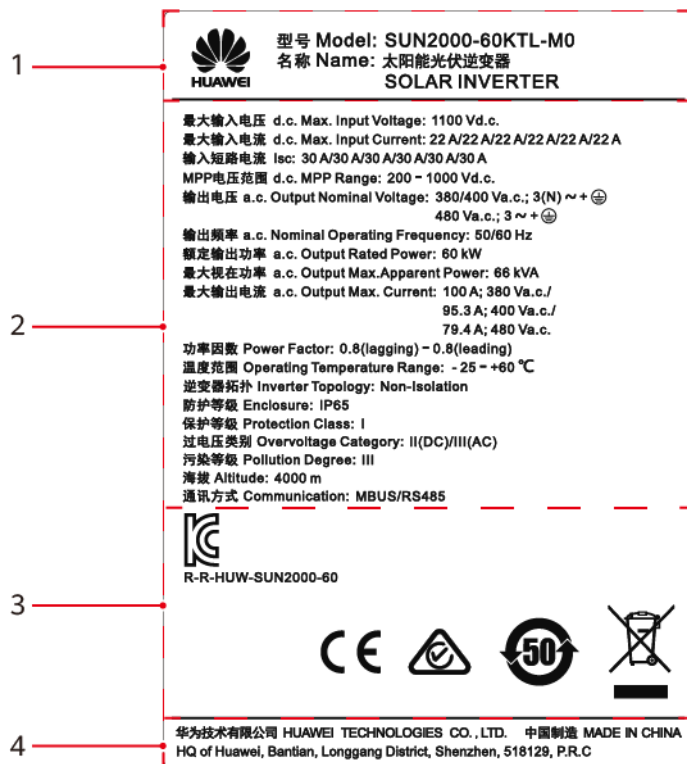 1
HUAWEI
型号 Model: SUN2000-60KTL-M0
名称 Name: 太阳能光伏逆变器
SOLAR INVERTER
2
最大输入电压 d.c. Max. Input Voltage: 1100 Vd.c.
最大输入电流 d.c. Max. Input Current: 22 A/22 A/22 A/22 A/22 A/22 A
输入短路电流 Isc: 30 A/30 A/30 A/30 A/30 A/30 A
MPP电压范围 d.c. MPP Range: 200 - 1000 Vd.c.
输出电压 a.c. Output Nominal Voltage: 380/400 Va.c.; 3(N) ~ + ⏚
480 Va.c.; 3 ~ + ⏚
输出频率 a.c. Nominal Operating Frequency: 50/60 Hz
额定输出功率 a.c. Output Rated Power: 60 kW
最大视在功率 a.c. Output Max.Apparent Power: 66 kVA
最大输出电流 a.c. Output Max. Current: 100 A; 380 Va.c./
95.3 A; 400 Va.c./
79.4 A; 480 Va.c.
功率因数 Power Factor: 0.8(lagging) - 0.8(leading)
温度范围 Operating Temperature Range: - 25 - +60 ℃
逆变器拓扑 Inverter Topology: Non-Isolation
防护等级 Enclosure: IP65
保护等级 Protection Class: I
过电压类别 Overvoltage Category: II(DC)/III(AC)
污染等级 Pollution Degree: III
海拔 Altitude: 4000 m
通讯方式 Communication: MBUS/RS485
3
R-R-HUW-SUN2000-60
CE
50
4
华为技术有限公司 HUAWEI TECHNOLOGIES CO., LTD. 中国制造 MADE IN CHINA
HQ of Huawei, Bantian, Longgang District, Shenzhen, 518129, P.R.C